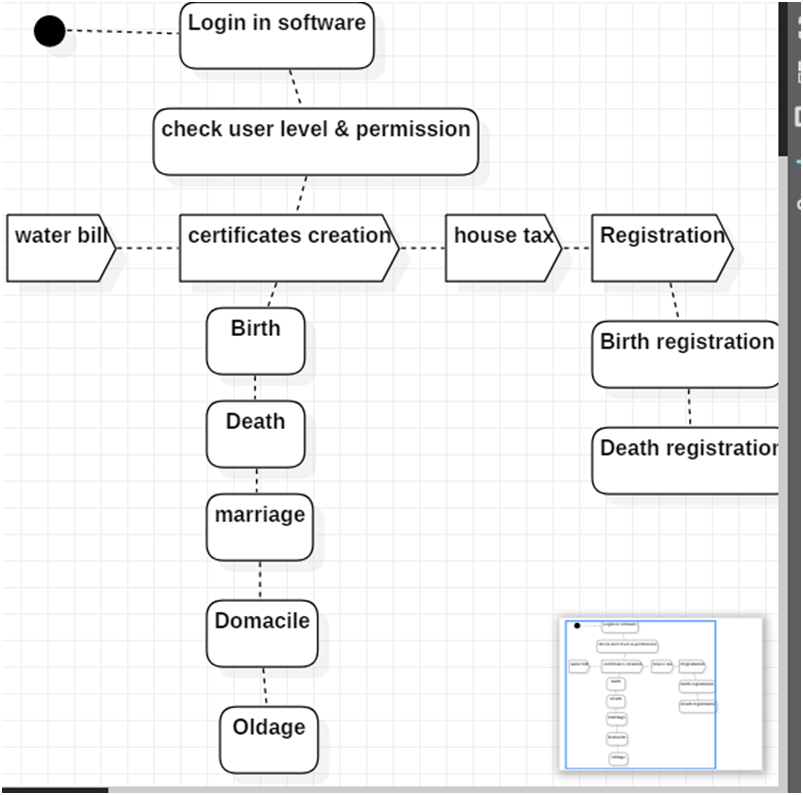 Login in software
check user level & permission
water bill
certificates creation
house tax
Registration
Birth
Birth registration
Death
Death registration
marriage
Domacile
Oldage